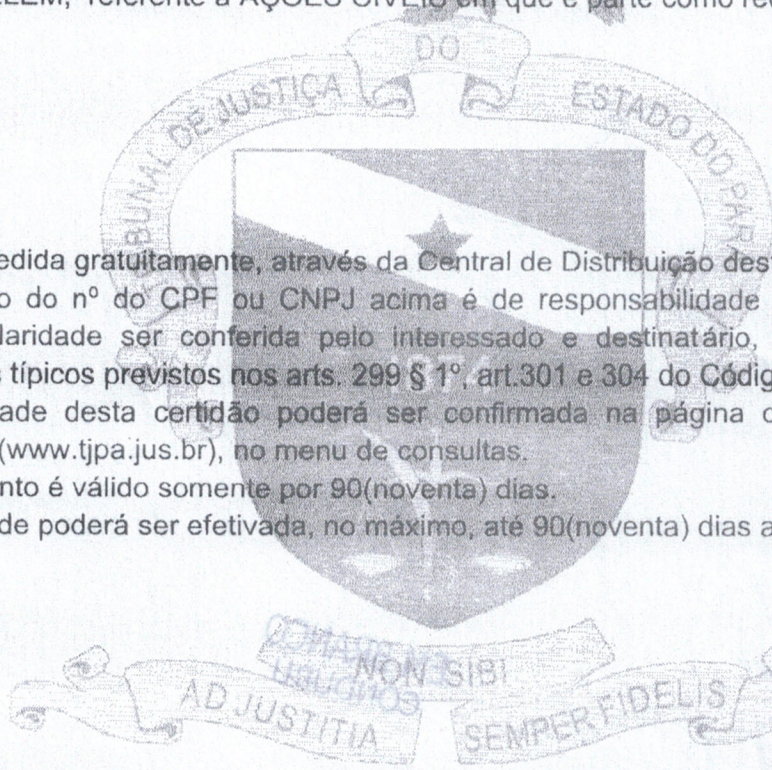 LEM, referente a AÇÕES CÍVEIS em que é parte como
DO
TRIBUNAL DE JUSTIÇA
ESTADO DO PARÁ
edida gratuitamente, através da Central de Distribuição dest
o do nº do CPF ou CNPJ acima é de responsabilidade
laridade ser conferida pelo interessado e destinatário,
s típicos previstos nos arts. 299 § 1º, art.301 e 304 do Códig
1874
ade desta certidão poderá ser confirmada na página
(www.tjpa.jus.br), no menu de consultas.
nto é válido somente por 90(noventa) dias.
de poderá ser efetivada, no máximo, até 90(noventa) dias a
NON SIBI
AD JUSTITIA
SEMPER FIDELIS